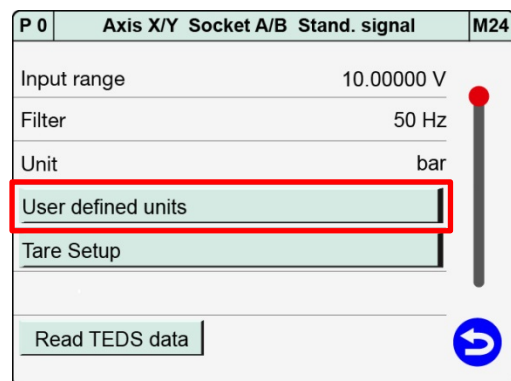 P 0 Axis X/Y Socket A/B Stand. signal M24
Input range 10.00000 V
Filter 50 Hz
Unit bar
User defined units
Tare Setup
Read TEDS data